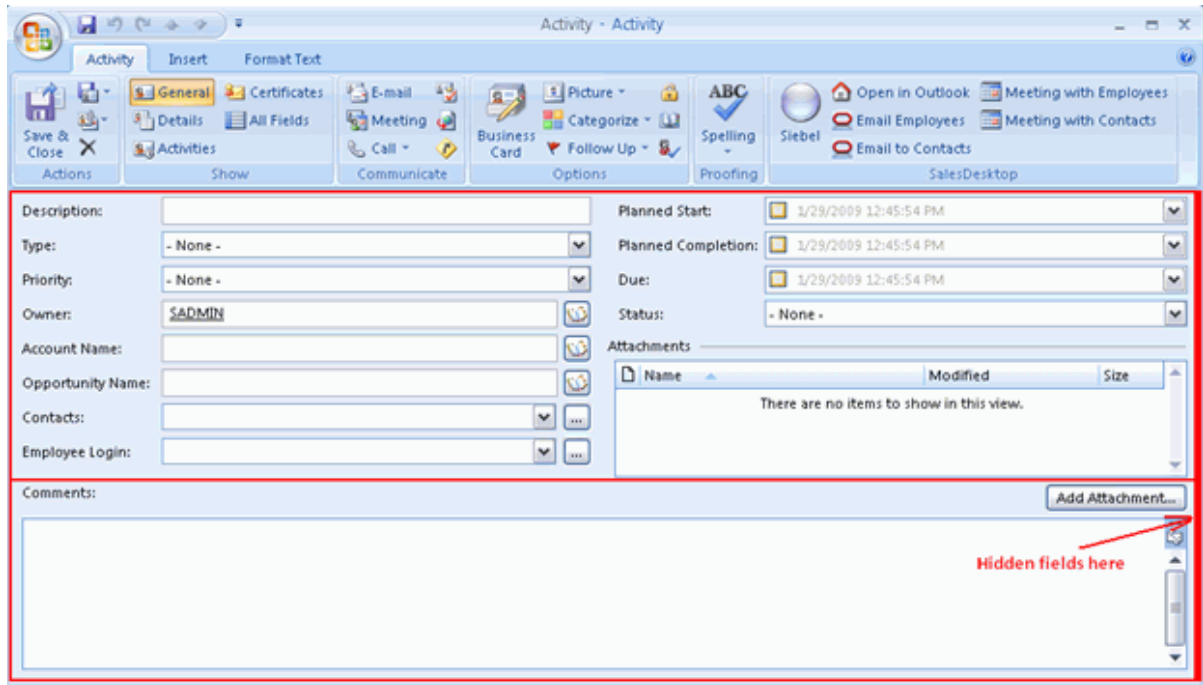 Activity - Activity
Activity Insert Format Text
Save & Close
Actions
General Certificates
Details All Fields
Activities
Show
E-mail
Meeting
Call
Communicate
Business Card
Picture
Categorize
Follow Up
Options
ABC
Spelling
Proofing
Siebel
Open in Outlook Meeting with Employees
Email Employees Meeting with Contacts
Email to Contacts
SalesDesktop
Description:
Type: - None -
Priority: - None -
Owner: SADMIN
Account Name:
Opportunity Name:
Contacts:
...
Employee Login:
...
Planned Start: 1/29/2009 12:45:54 PM
Planned Completion: 1/29/2009 12:45:54 PM
Due: 1/29/2009 12:45:54 PM
Status: - None -
Attachments
Name Modified Size
There are no items to show in this view.
Comments:
Add Attachment...
Hidden fields here